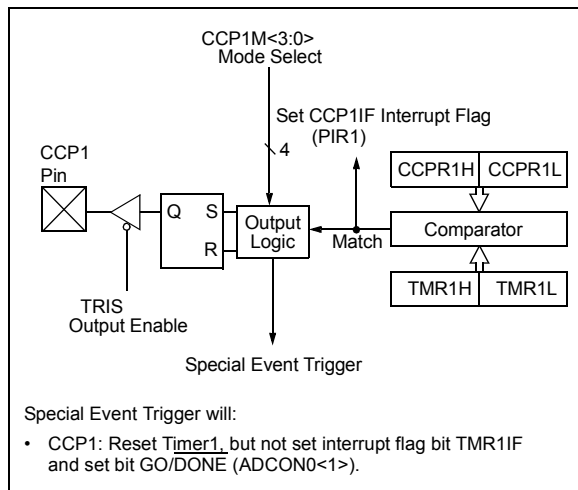 CCP1M<3:0>
Mode Select
Set CCP1IF Interrupt Flag
(PIR1)
4
CCP1
Pin
CCPR1H CCPR1L
Q S
R
Output
Logic
Match
Comparator
TRIS
Output Enable
TMR1H TMR1L
Special Event Trigger
Special Event Trigger will:
• CCP1: Reset Timer1, but not set interrupt flag bit TMR1IF
and set bit GO/DONE (ADCON0<1>).